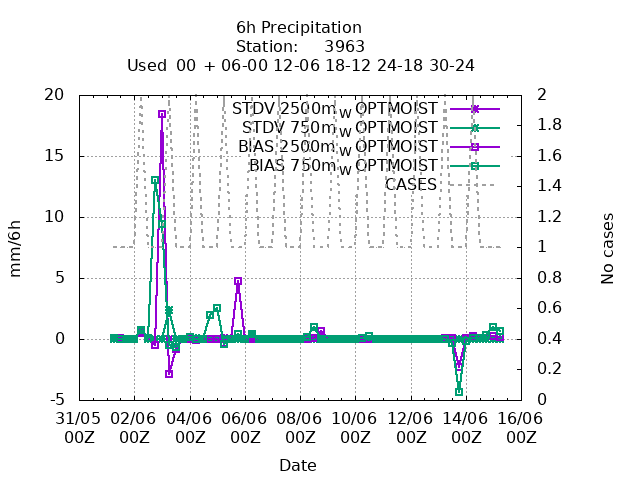 6h Precipitation
Station: 3963
Used 00 + 06-00 12-06 18-12 24-18 30-24
STDV 2500m_W OPTMOIST
STDV 750m_W OPTMOIST
BIAS 2500m_W OPTMOIST
BIAS 750m_W OPTMOIST
CASES
20
15
10
5
0
-5
mm/6h
2
1.8
1.6
1.4
1.2
1
0.8
0.6
0.4
0.2
0
No cases
31/05 02/06 04/06 06/06 08/06 10/06 12/06 14/06 16/06
00Z 00Z 00Z 00Z 00Z 00Z 00Z 00Z 00Z
Date